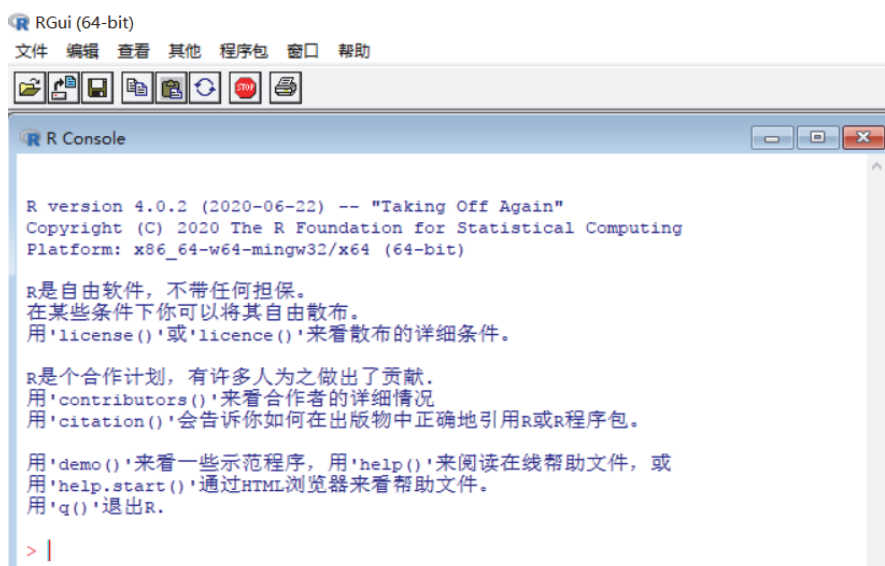 RGui (64-bit)
文件 编辑 查看 其他 程序包 窗口 帮助
STOP
R Console
R version 4.0.2 (2020-06-22) -- "Taking Off Again"
Copyright (C) 2020 The R Foundation for Statistical Computing
Platform: x86_64-w64-mingw32/x64 (64-bit)
R是自由软件，不带任何担保。
在某些条件下你可以将其自由散布。
用'license()'或'licence()'来看散布的详细条件。
R是个合作计划，有许多人为之做出了贡献.
用'contributors()'来看合作者的详细情况
用'citation()'会告诉你如何在出版物中正确地引用R或R程序包。
用'demo()'来看一些示范程序，用'help()'来阅读在线帮助文件，或
用'help.start()'通过HTML浏览器来看帮助文件。
用'q()'退出R.
>